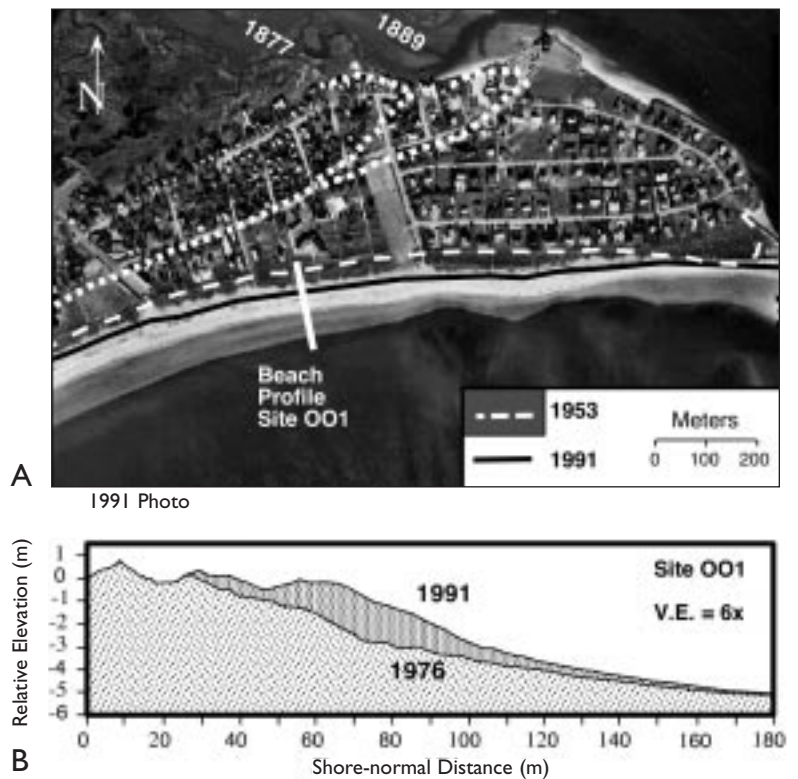 A
N
1877
1889
Beach
Profile
Site OO1
1953
1991
Meters
0 100 200
1991 Photo
B
Relative Elevation (m)
1
0
-1
-2
-3
-4
-5
-6
1991
1976
Site OO1
V.E. = 6x
0 20 40 60 80 100 120 140 160 180
Shore-normal Distance (m)